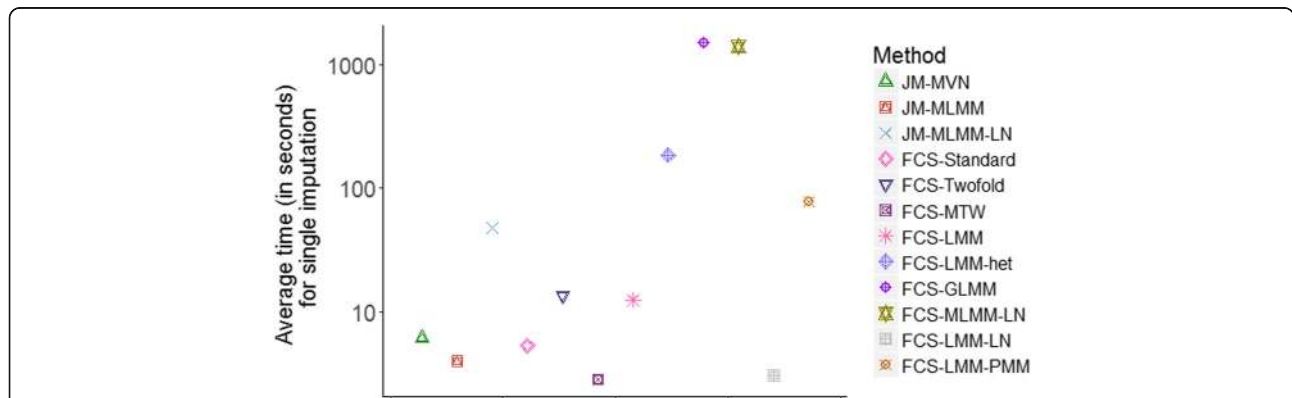 Average time (in seconds)
for single imputation
1000
100
10
Method
JM-MVN
JM-MLMM
JM-MLMM-LN
FCS-Standard
FCS-Twofold
FCS-MTW
FCS-LMM
FCS-LMM-het
FCS-GLMM
FCS-MLMM-LN
FCS-LMM-LN
FCS-LMM-PMM